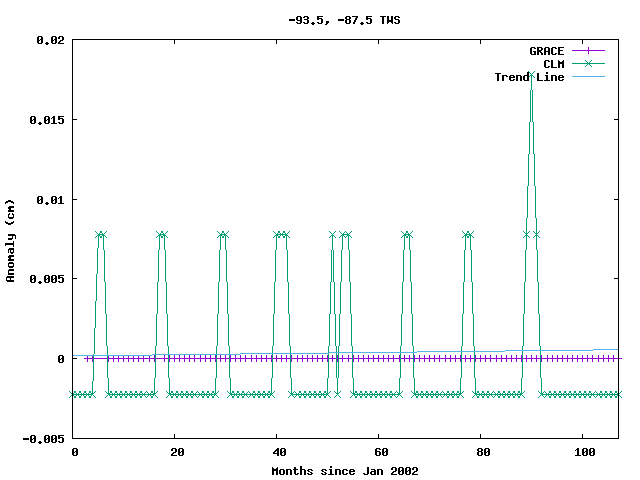 -93.5, -87.5 TWS
0.02
GRACE
CLM
Trend Line
0.015
0.01
0.005
0
-0.005
Anomaly (cm)
0 20 40 60 80 100
Months since Jan 2002